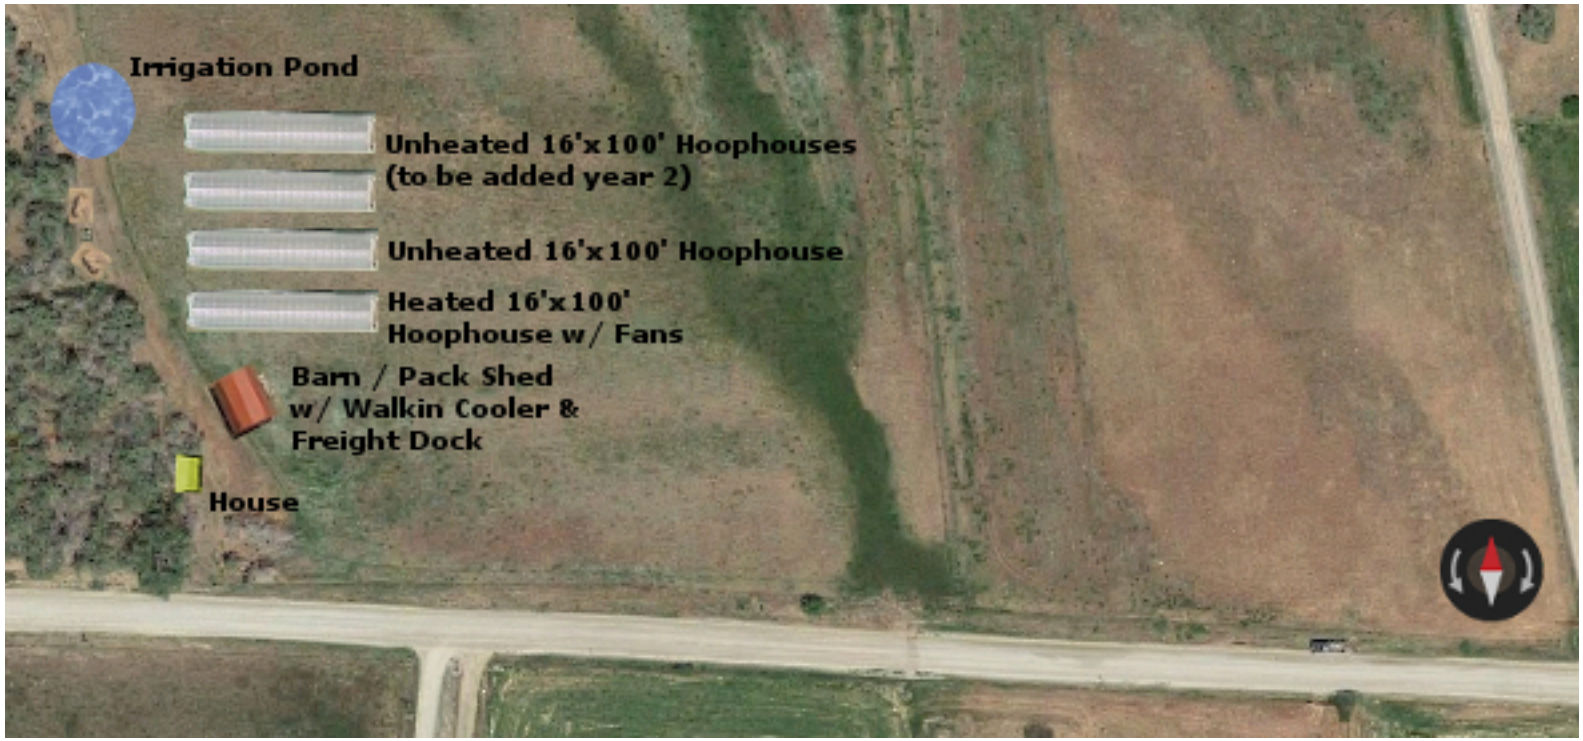 Irrigation Pond
Unheated 16'x100' Hoophouses
(to be added year 2)
Unheated 16'x100' Hoophouse
Heated 16'x100'
Hoophouse w/ Fans
Barn / Pack Shed
w/ Walkin Cooler &
Freight Dock
House